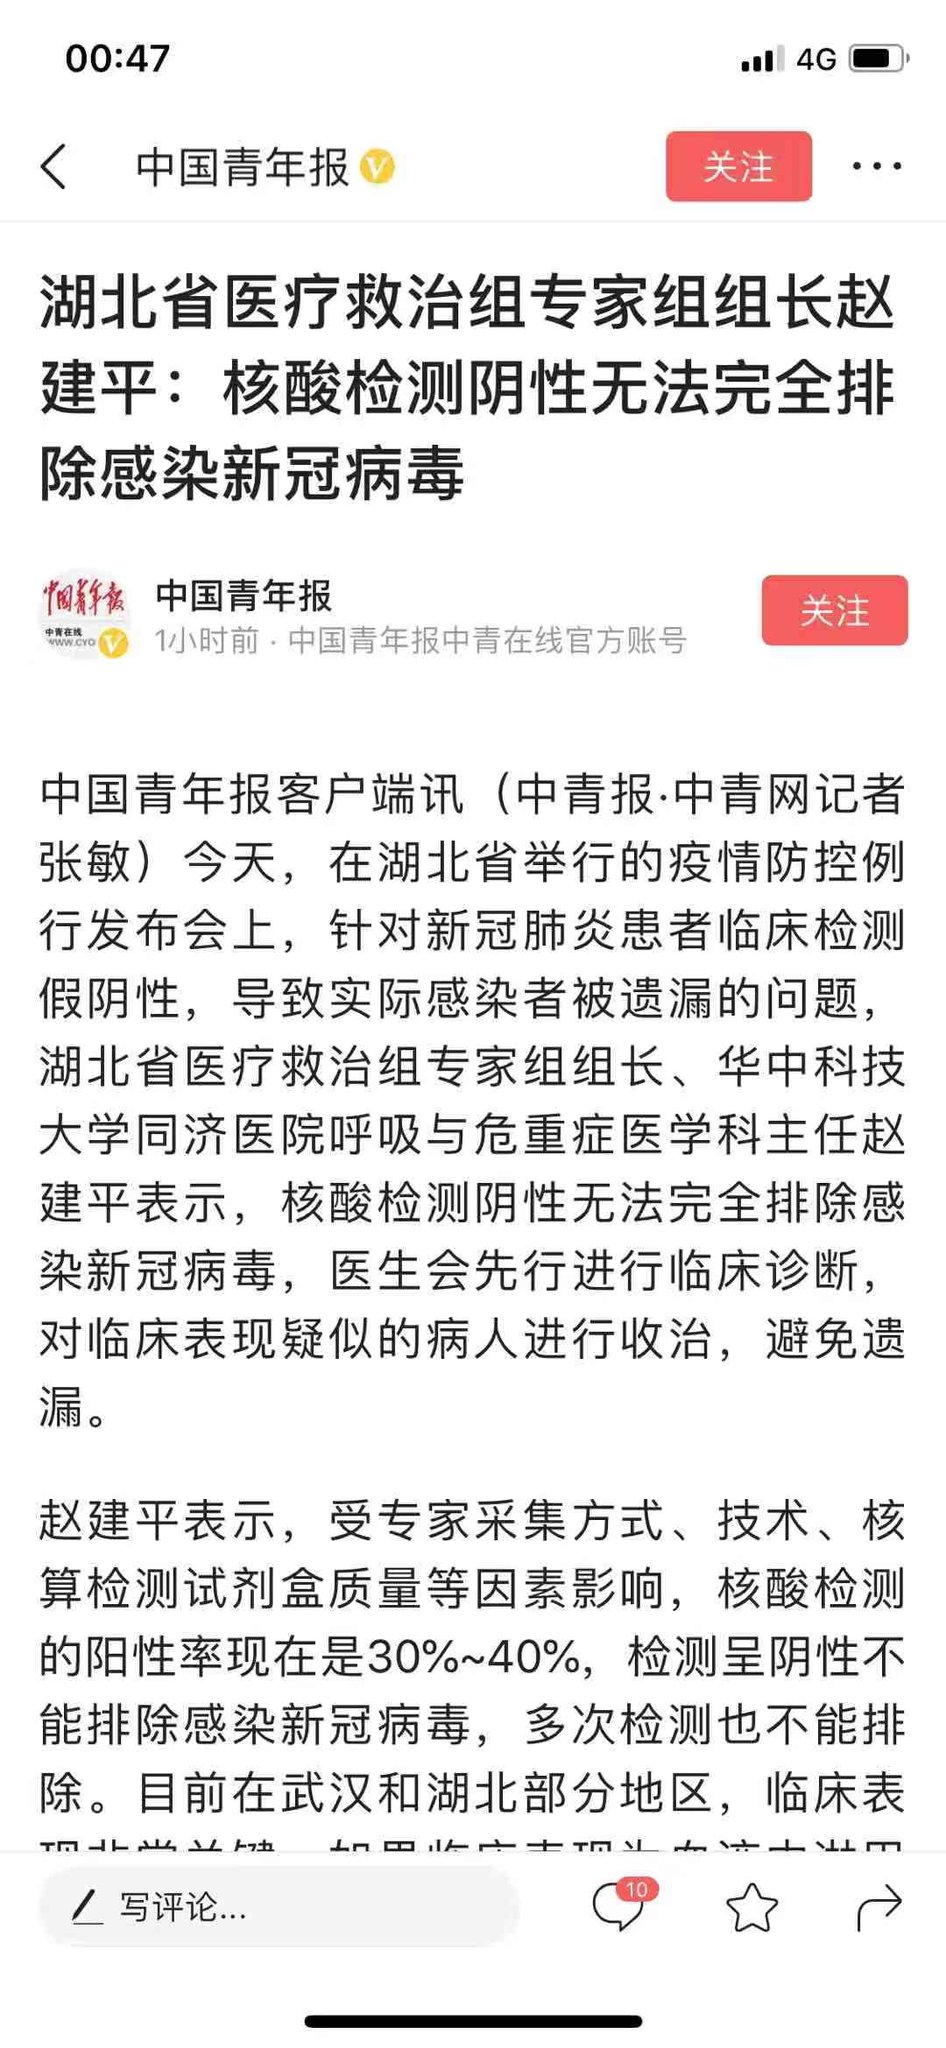 00:47
4G
中国青年报
关注
湖北省医疗救治组专家组组长赵
建平：核酸检测阴性无法完全排
除感染新冠病毒
中国青年报
中青在线
WWW.CYO
中国青年报
1小时前 · 中国青年报中青在线官方账号
关注
中国青年报客户端讯（中青报·中青网记者
张敏）今天，在湖北省举行的疫情防控例
行发布会上，针对新冠肺炎患者临床检测
假阴性，导致实际感染者被遗漏的问题，
湖北省医疗救治组专家组组长、华中科技
大学同济医院呼吸与危重症医学科主任赵
建平表示，核酸检测阴性无法完全排除感
染新冠病毒，医生会先行进行临床诊断，
对临床表现疑似的病人进行收治，避免遗
漏。
赵建平表示，受专家采集方式、技术、核
算检测试剂盒质量等因素影响，核酸检测
的阳性率现在是30%~40%，检测呈阴性不
能排除感染新冠病毒，多次检测也不能排
除。目前在武汉和湖北部分地区，临床表
写评论...
10